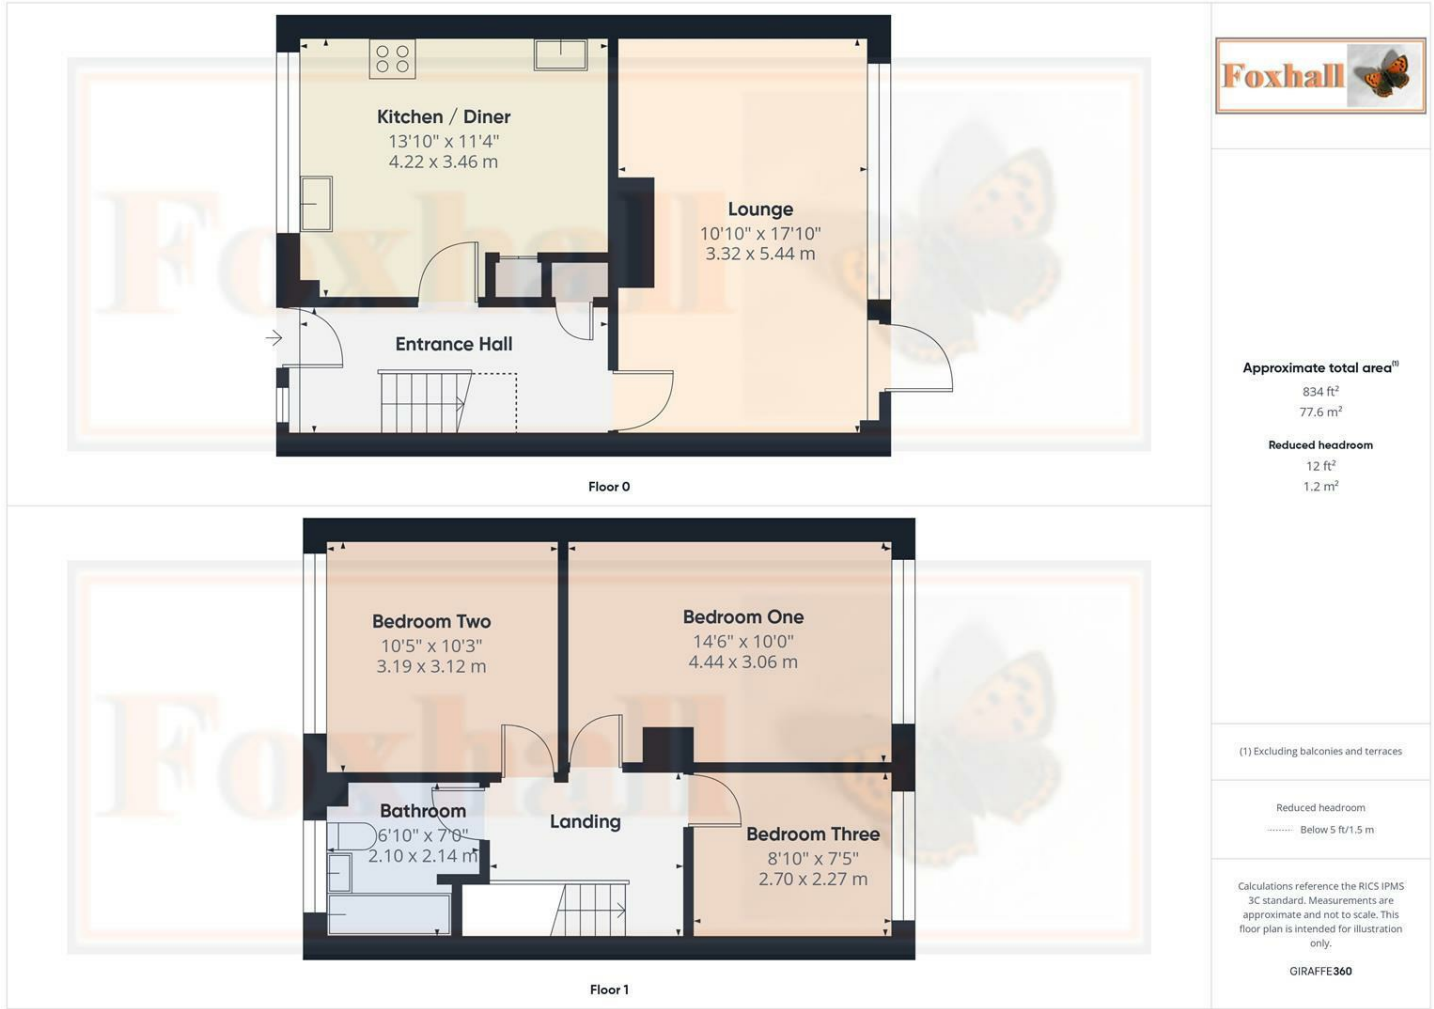 Kitchen / Diner
13'10" x 11'4"
4.22 x 3.46 m
Lounge
10'10" x 17'10"
3.32 x 5.44 m
Entrance Hall
Foxhall
Floor 0
Bedroom Two
10'5" x 10'3"
3.19 x 3.12 m
Bedroom One
14'6" x 10'0"
4.44 x 3.06 m
Bathroom
6'10" x 7'0"
2.10 x 2.14 m
Landing
Bedroom Three
8'10" x 7'5"
2.70 x 2.27 m
Foxhall
Floor 1
Foxhall
Approximate total area⁽¹⁾
834 ft²
77.6 m²
Reduced headroom
12 ft²
1.2 m²
(1) Excluding balconies and terraces
Reduced headroom
Below 5 ft/1.5 m
Calculations reference the RICS IPMS
3C standard. Measurements are
approximate and not to scale. This
floor plan is intended for illustration
only.
GIRAFFE360